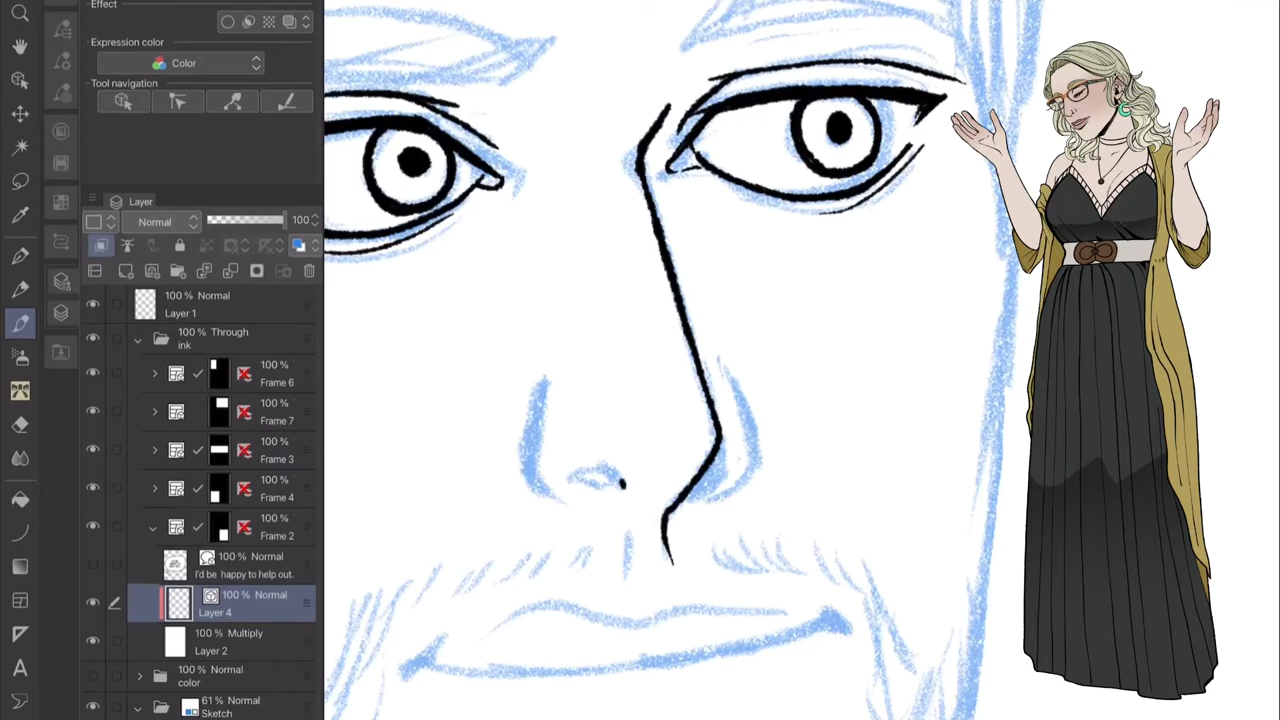 Effect
Expression color
Color
Tool navigation
Layer
Normal
100
100 % Normal
Layer 1
100 % Through
ink
100 %
Frame 6
100 %
Frame 7
100 %
Frame 3
100 %
Frame 4
100 %
Frame 2
100 % Normal
I'd be happy to help out.
100 % Normal
Layer 4
100 % Multiply
Layer 2
100 % Normal
color
61 % Normal
Sketch